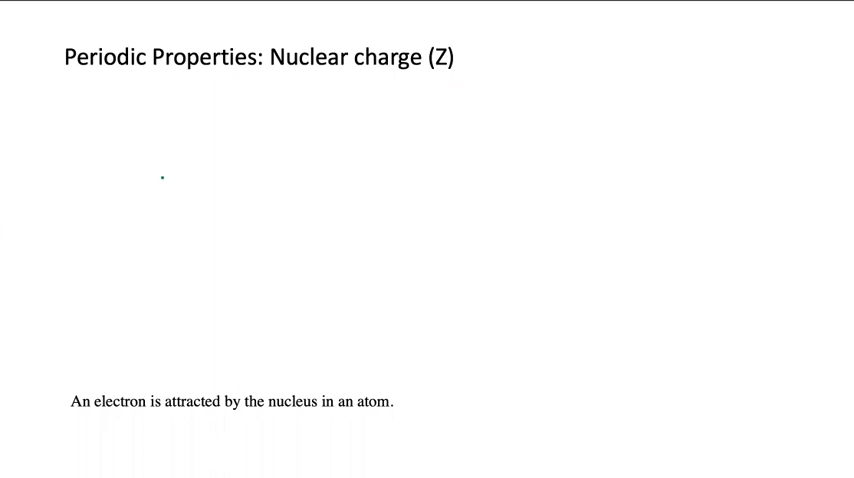 Periodic Properties: Nuclear charge (Z)
An electron is attracted by the nucleus in an atom.